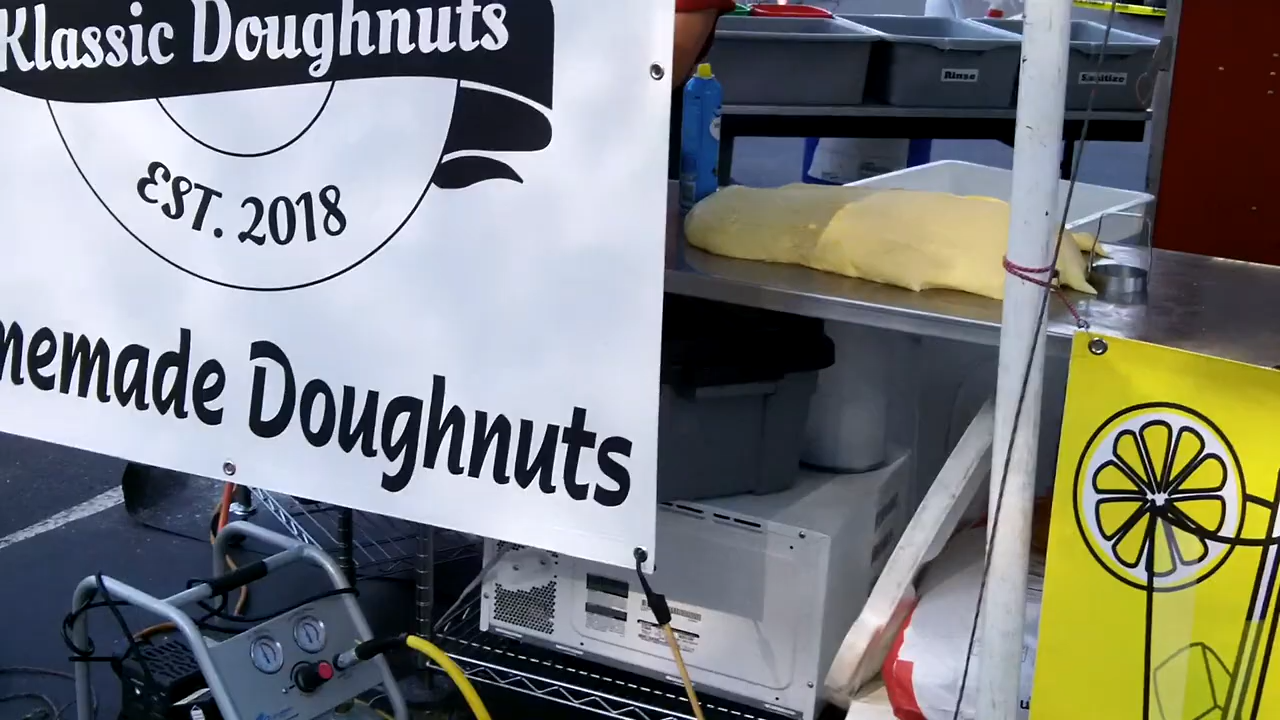 Klassic Doughnuts
EST. 2018
memade Doughnuts
Rinse
Sanitize